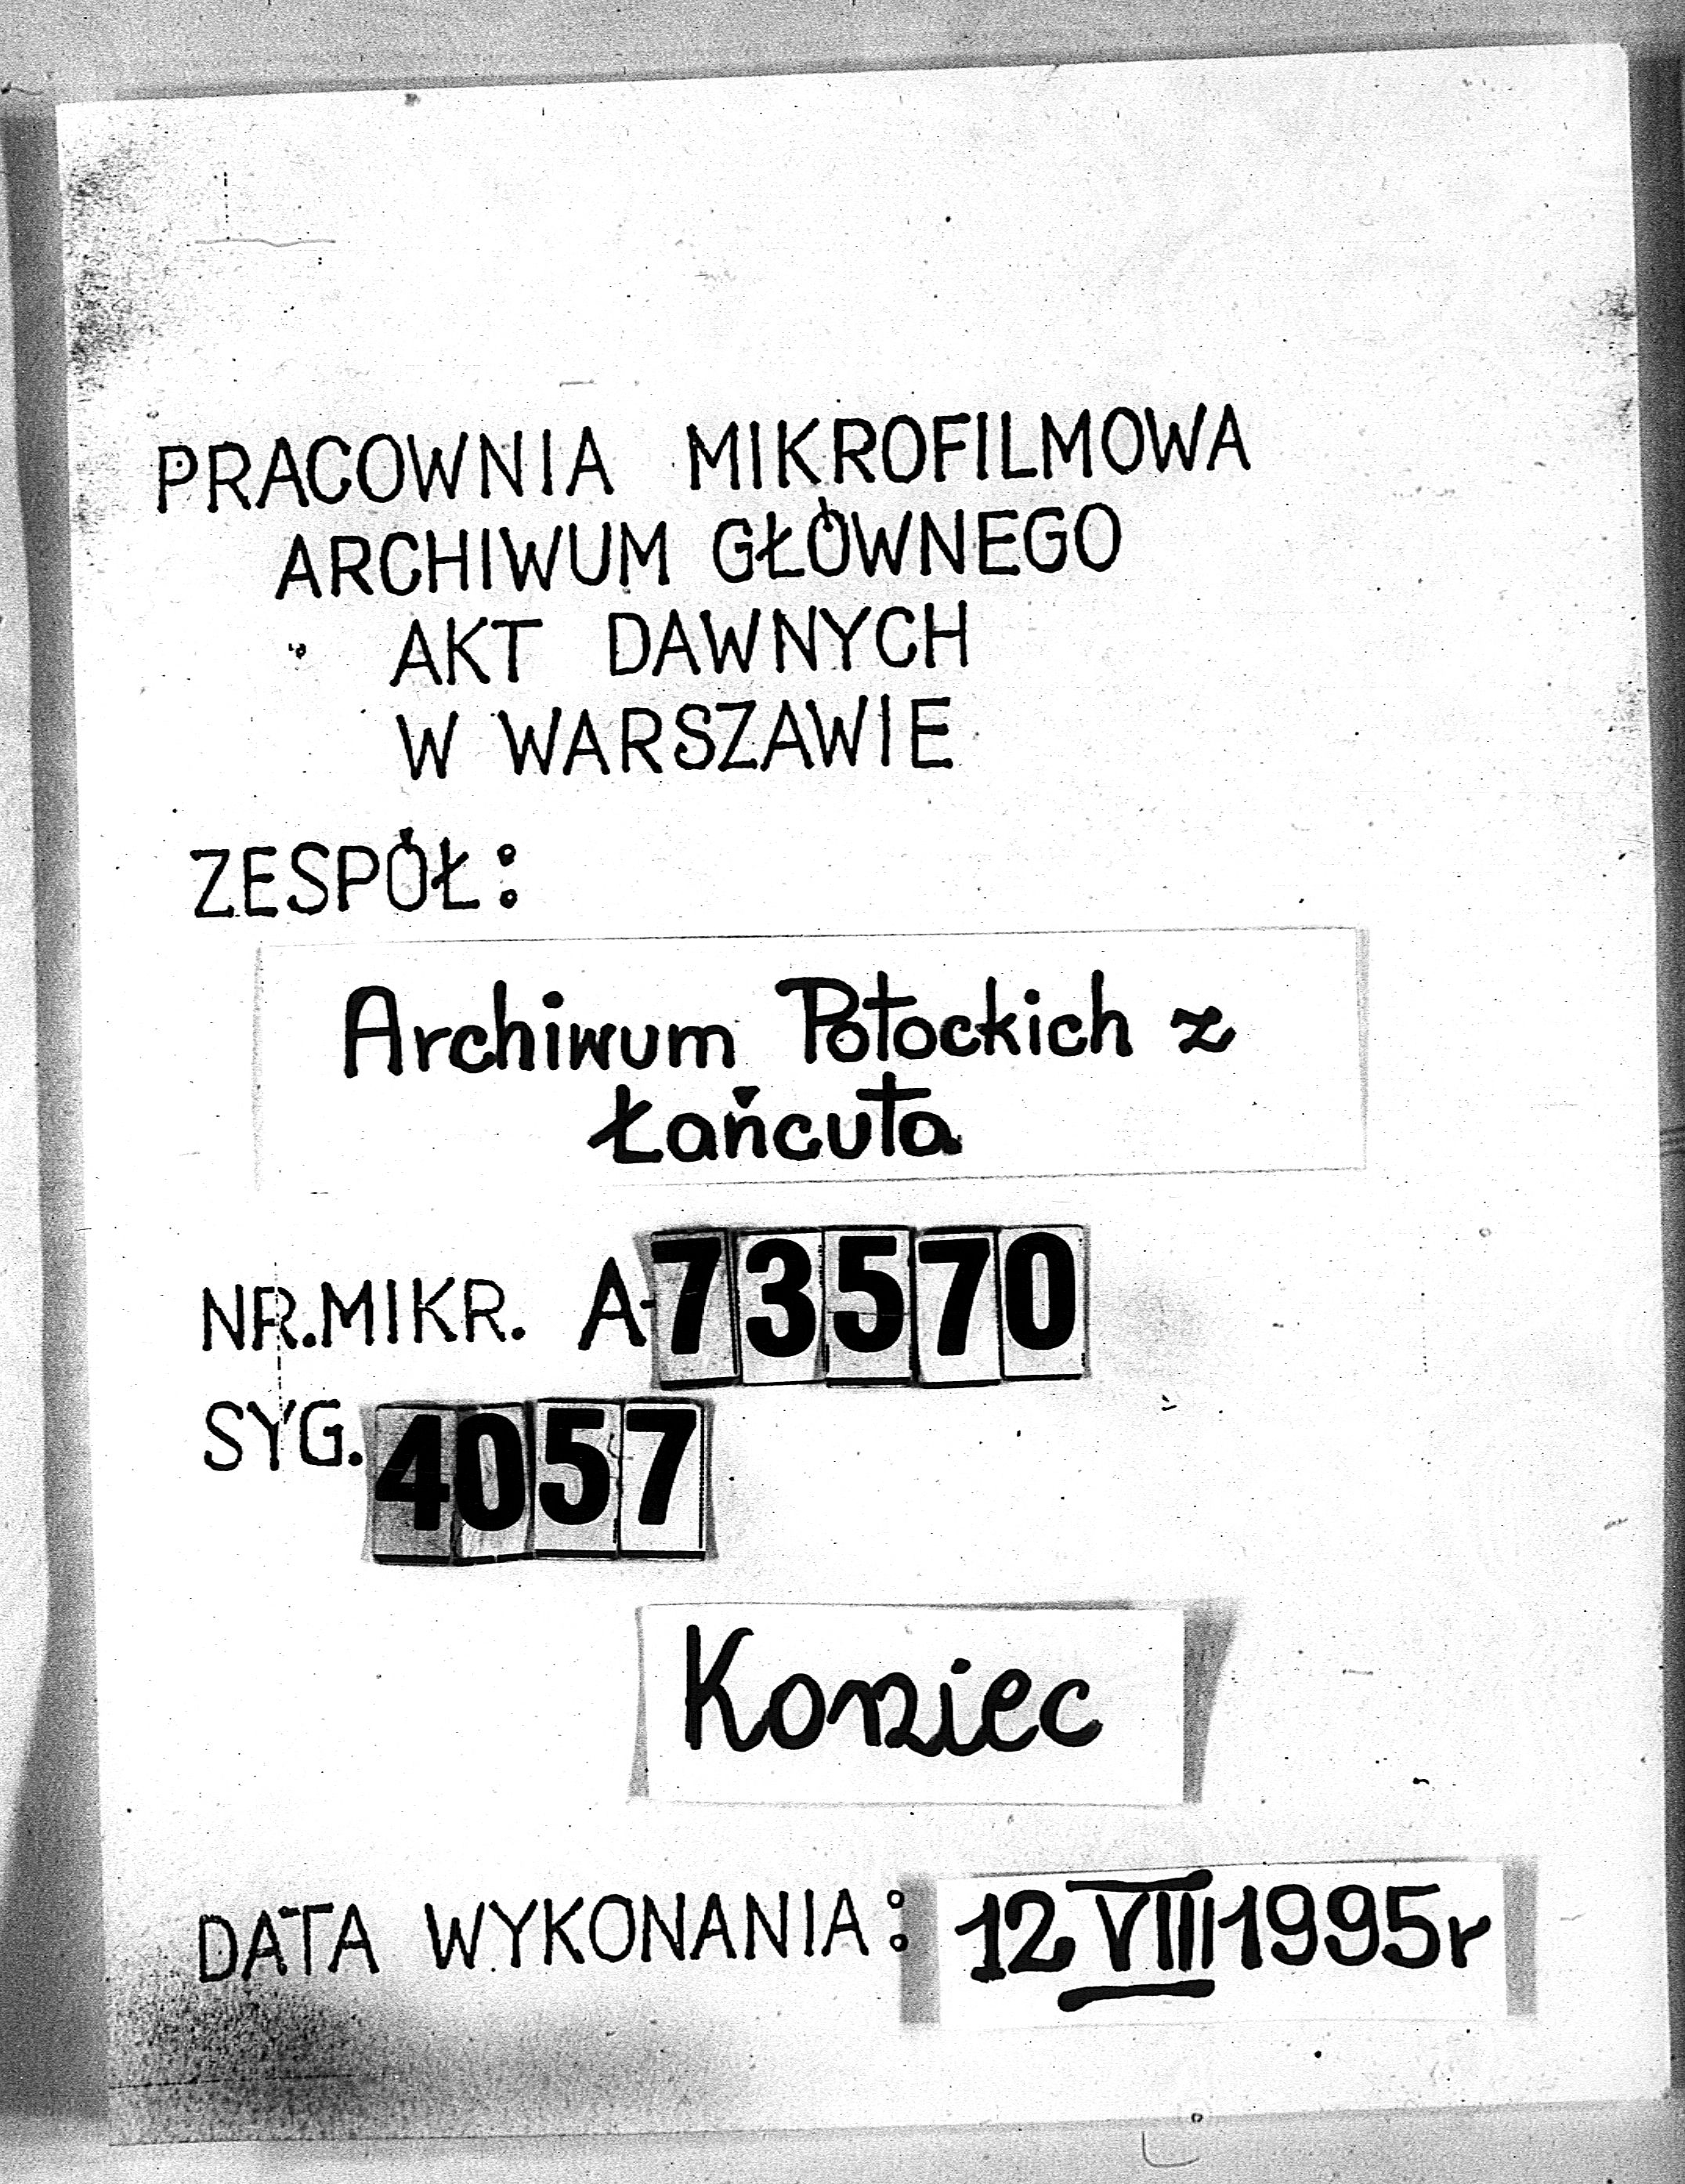 PRACOWNIA MIKROFILMOWA
ARCHIWUM GŁÓWNEGO
AKT DAWNYCH
W WARSZAWIE
ZESPÓŁ:
Archiwum Potockich z
Łańcuta
NR.MIKR. A-73570
SYG. 4057
Koniec
DATA WYKONANIA: 12 VIII 1995r